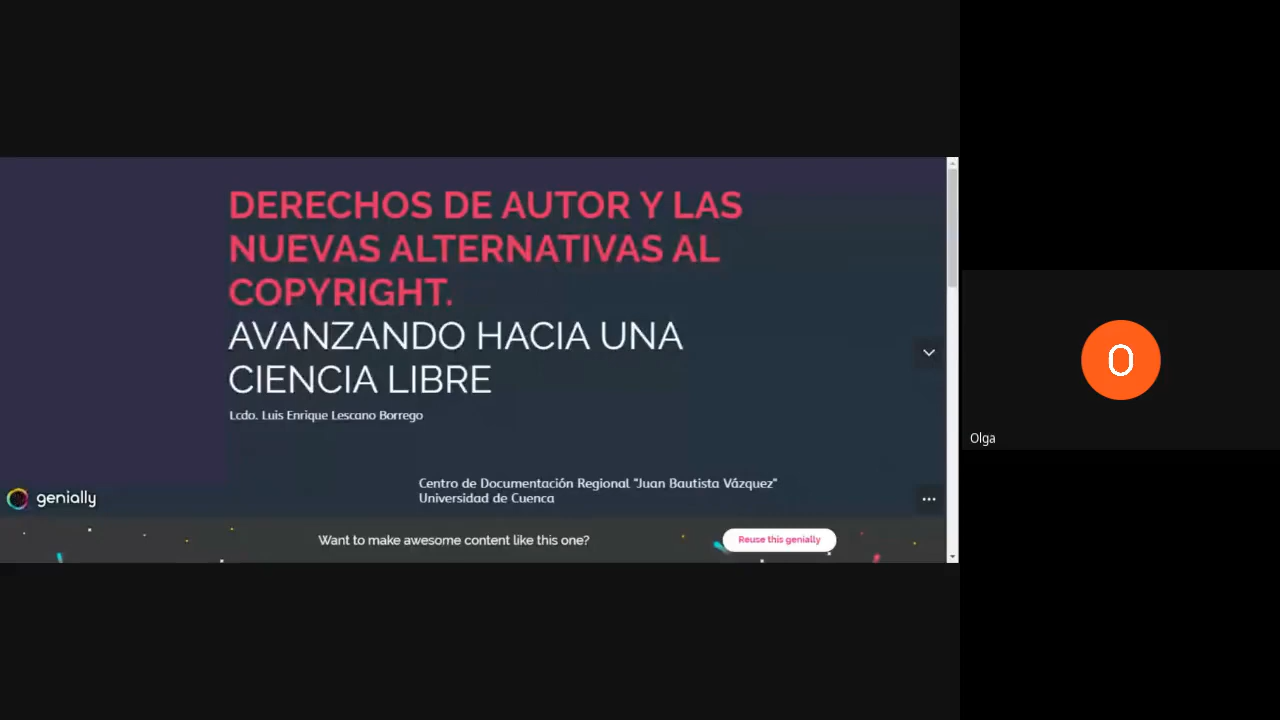 DERECHOS DE AUTOR Y LAS
NUEVAS ALTERNATIVAS AL
COPYRIGHT.
AVANZANDO HACIA UNA
CIENCIA LIBRE
Lcdo. Luis Enrique Lescano Borrego
Centro de Documentación Regional "Juan Bautista Vázquez"
Universidad de Cuenca
genially
Want to make awesome content like this one?
Reuse this genially
O
Olga